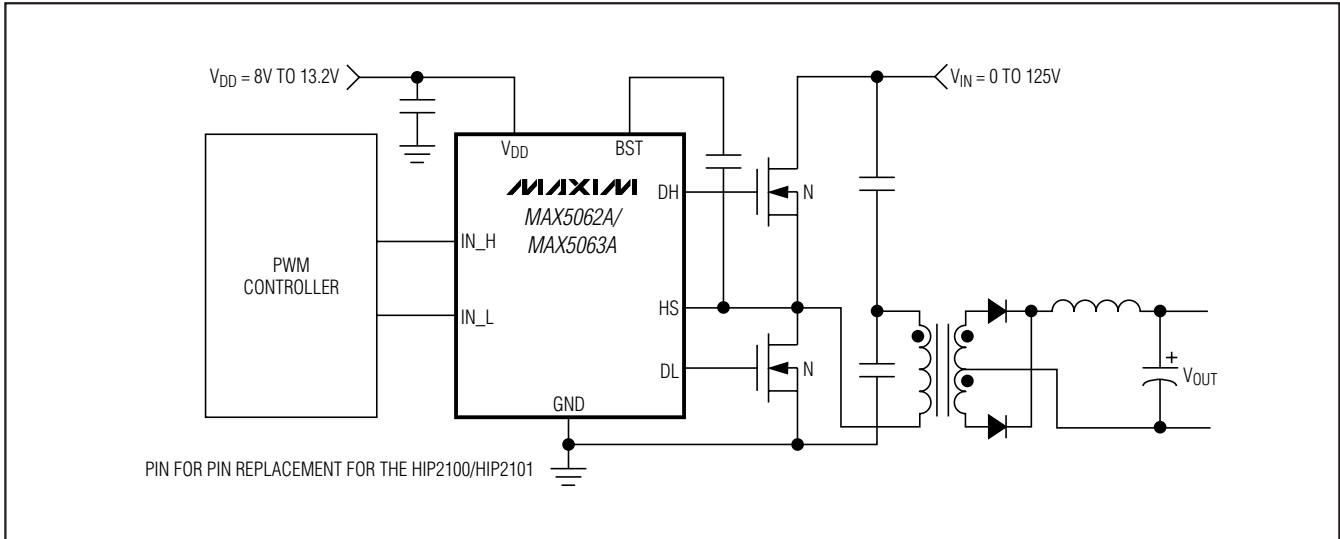 V_DD = 8V TO 13.2V
V_IN = 0 TO 125V
V_DD
BST
MAXIM
MAX5062A/
MAX5063A
DH
N
PWM
CONTROLLER
IN_H
IN_L
HS
DL
N
GND
+
V_OUT
PIN FOR PIN REPLACEMENT FOR THE HIP2100/HIP2101